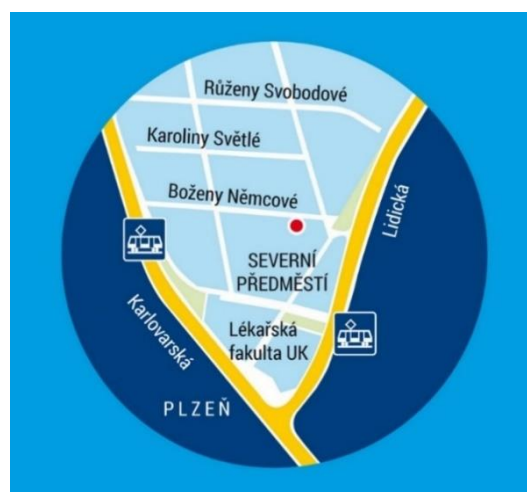 Růženy Svobodové
Karoliny Světlé
Boženy Němcové
Lidická
SEVERNÍ
PŘEDMĚSTÍ
Karlovarská
Lékařská
fakulta UK
PLZEŇ